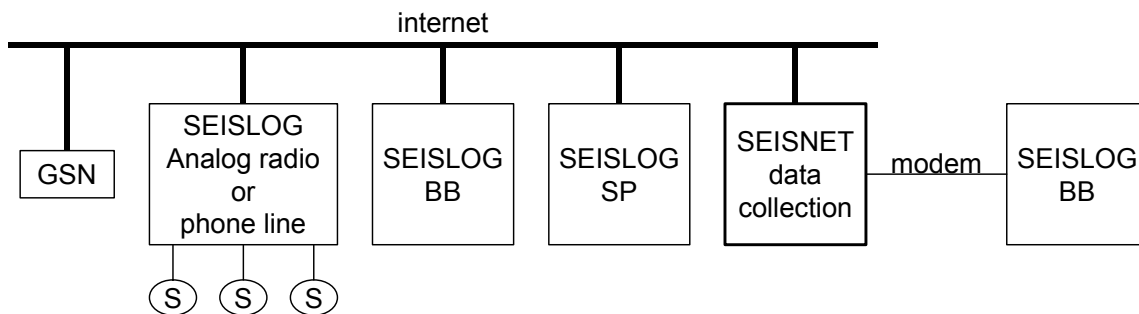 internet
GSN
SEISLOG
Analog radio
or
phone line
S
S
S
SEISLOG
BB
SEISLOG
SP
SEISNET
data
collection
modem
SEISLOG
BB